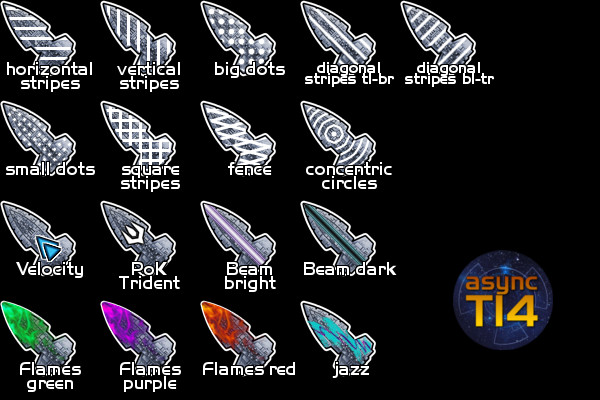 horizontal
stripes
vertical
stripes
big dots
diagonal
stripes tl-br
diagonal
stripes bl-tr
small dots
square
stripes
fence
concentric
circles
Velocity
PoK
Trident
Beam
bright
Beam dark
async
TI4
Flames
green
Flames
purple
Flames red
jazz